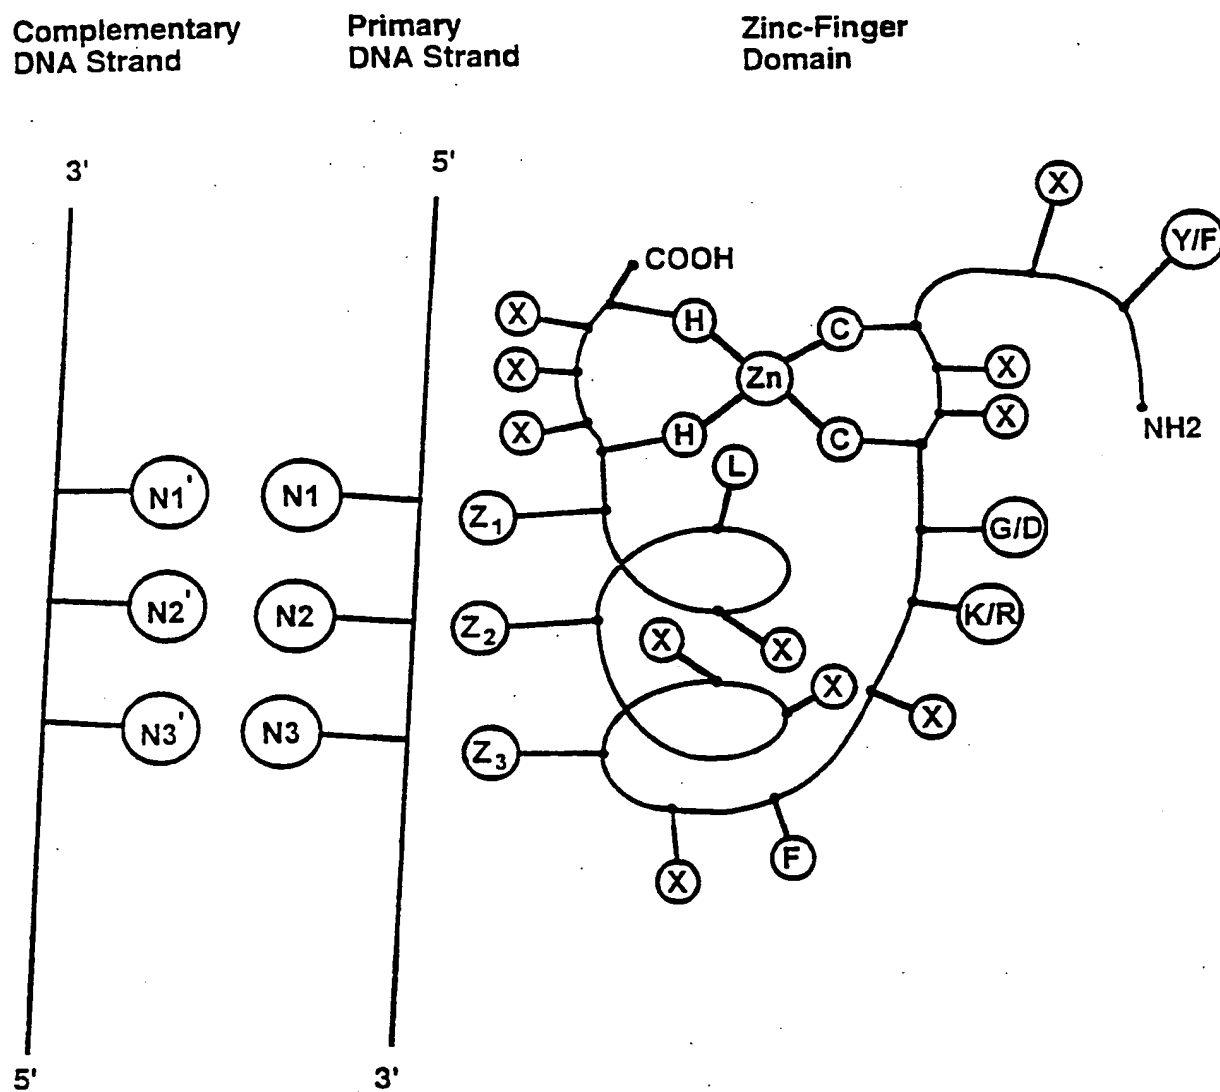 Complementary
DNA Strand
Primary
DNA Strand
Zinc-Finger
Domain
3'
5'
X
Y/F
COOH
X
H
C
X
Zn
X
X
X
H
C
X
NH2
L
N1'
N1
Z1
G/D
N2'
N2
Z2
X
X
K/R
X
X
N3'
N3
Z3
F
X
5'
3'